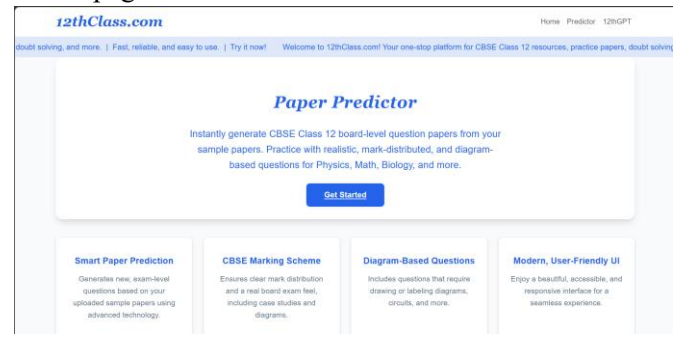 12thClass.com
Home Predictor 12thGPT
doubt solving, and more. | Fast, reliable, and easy to use. | Try it now! Welcome to 12thClass.com! Your one-stop platform for CBSE Class 12 resources, practice papers, doubt solving
Paper Predictor
Instantly generate CBSE Class 12 board-level question papers from your
sample papers. Practice with realistic, mark-distributed, and diagram-
based questions for Physics, Math, Biology, and more.
Get Started
Smart Paper Prediction
Generates new, exam-level
questions based on your
uploaded sample papers using
advanced technology.
CBSE Marking Scheme
Ensures clear mark distribution
and a real board exam feel,
including case studies and
diagrams.
Diagram-Based Questions
Includes questions that require
drawing or labeling diagrams,
circuits, and more.
Modern, User-Friendly UI
Enjoy a beautiful, accessible, and
responsive interface for a
seamless experience.